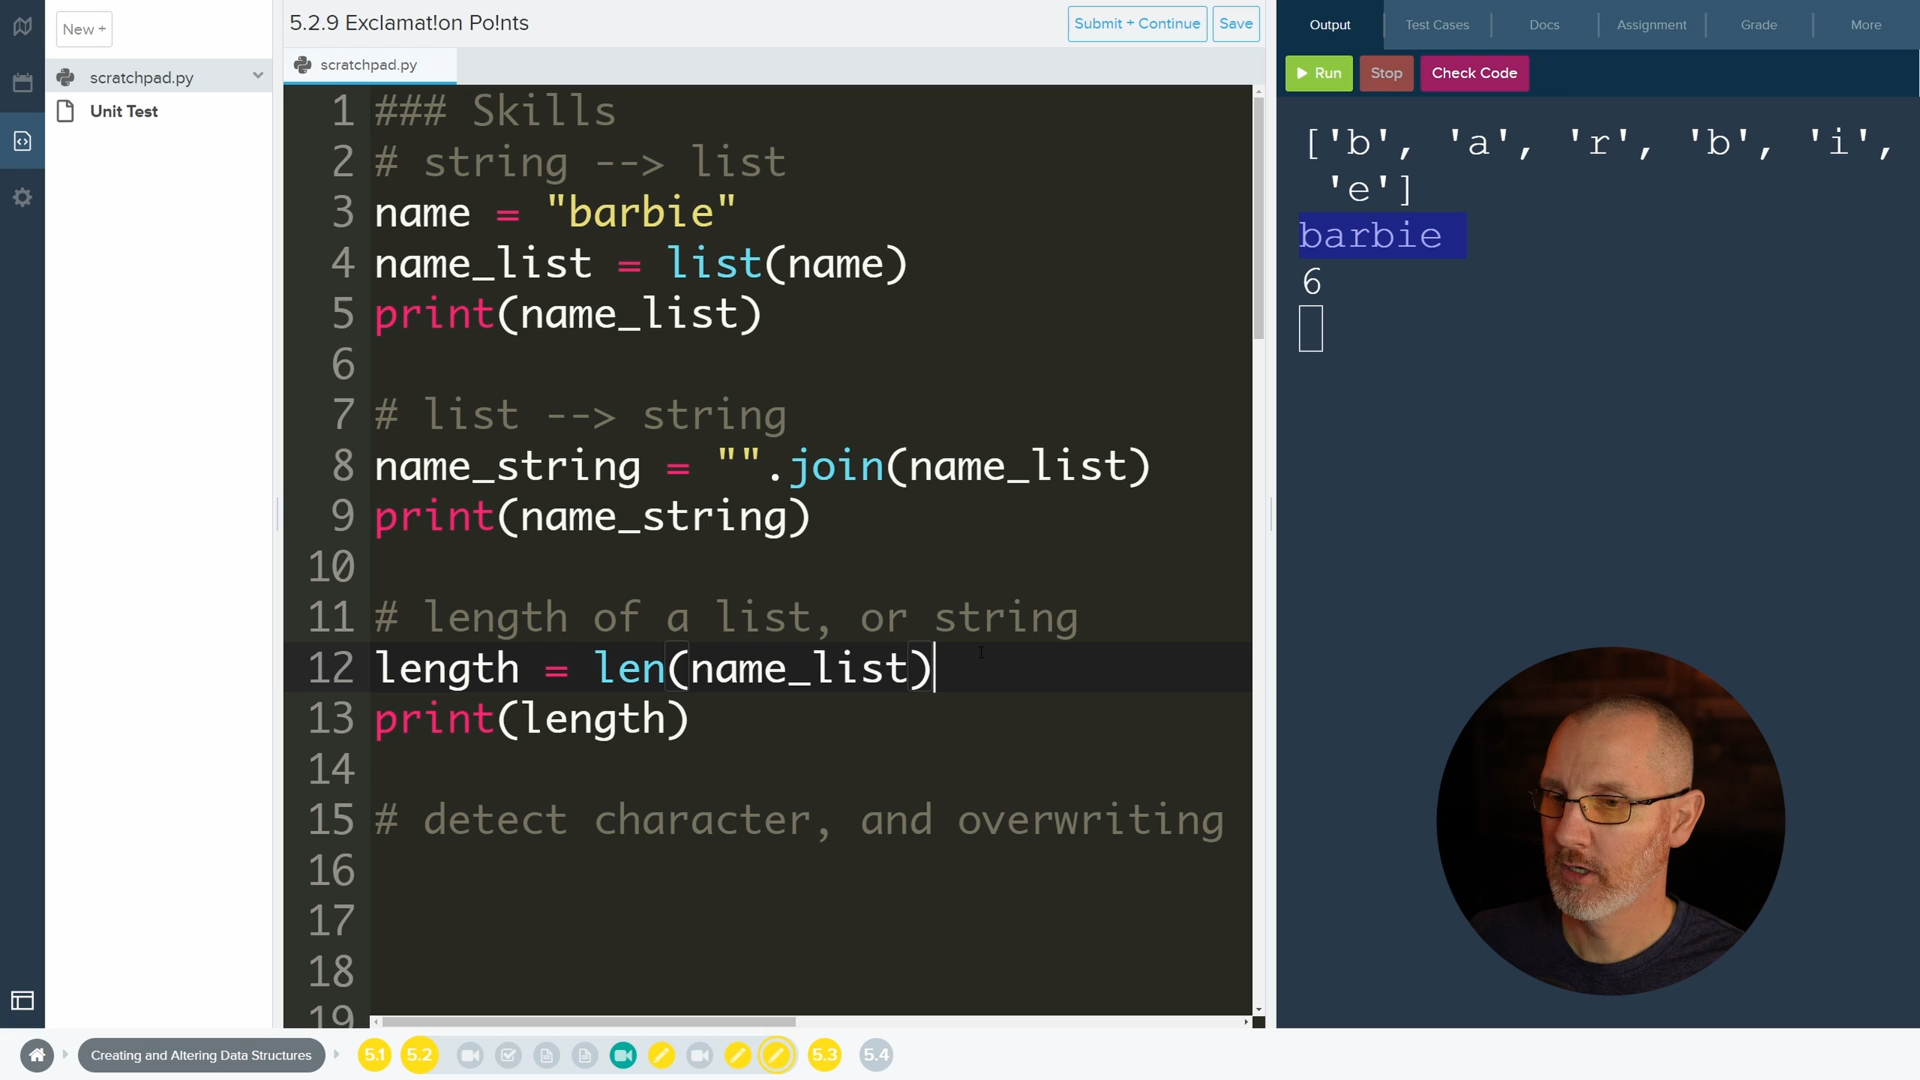 New +
scratchpad.py
Unit Test
5.2.9 Exclamat!on Po!nts
Submit + Continue
Save
scratchpad.py
1 ### Skills
2 # string --> list
3 name = "barbie"
4 name_list = list(name)
5 print(name_list)
6
7 # list --> string
8 name_string = "".join(name_list)
9 print(name_string)
10
11 # length of a list, or string
12 length = len(name_list)
13 print(length)
14
15 # detect character, and overwriting
16
17
18
19
Output
Test Cases
Docs
Assignment
Grade
More
Run
Stop
Check Code
['b', 'a', 'r', 'b', 'i',
'e']
barbie
6
Creating and Altering Data Structures
5.1
5.2
5.3
5.4